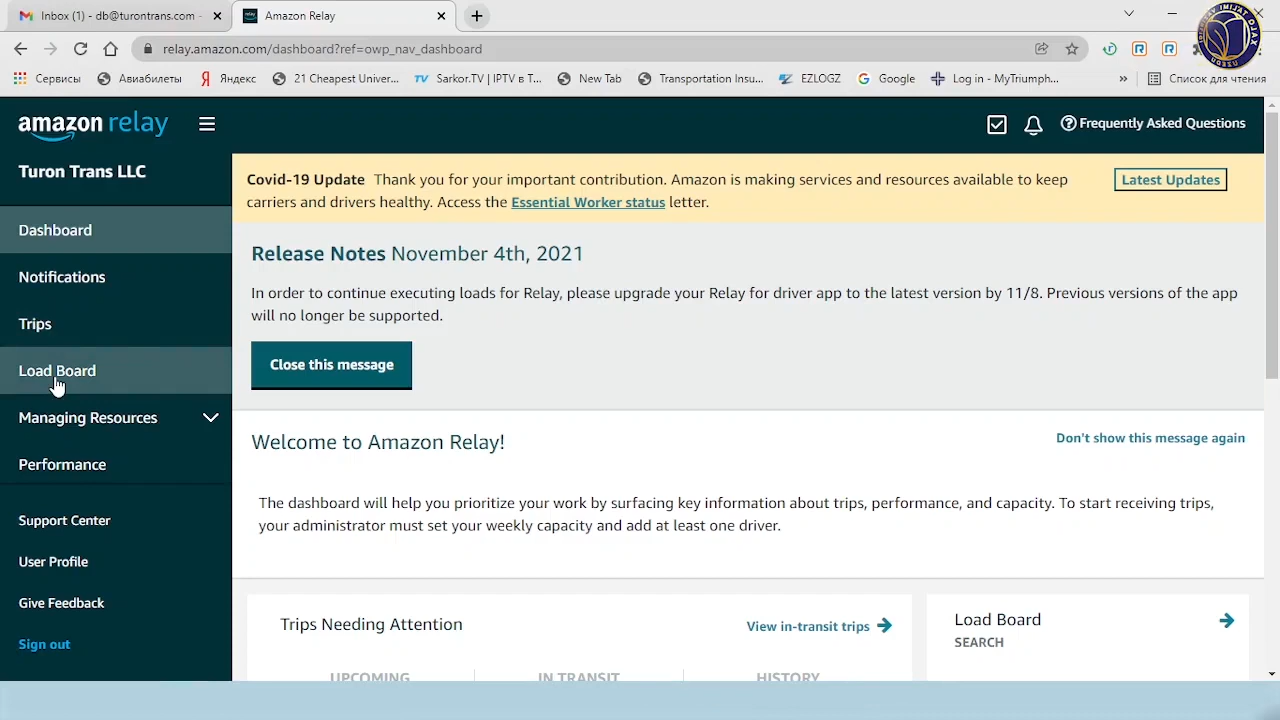 Inbox (1) - db@turontrans.com -
Amazon Relay
relay.amazon.com/dashboard?ref=owp_nav_dashboard
Сервисы
Авиабилеты
Яндекс
21 Cheapest Univer...
Sarkor.TV | IPTV в Т...
New Tab
Transportation Insu...
EZLOGZ
Google
Log in - MyTriumph...
»
Список для чтения
amazon relay
Frequently Asked Questions
Turon Trans LLC
Dashboard
Notifications
Trips
Load Board
Managing Resources
Performance
Support Center
User Profile
Give Feedback
Sign out
Covid-19 Update Thank you for your important contribution. Amazon is making services and resources available to keep
carriers and drivers healthy. Access the Essential Worker status letter.
Latest Updates
Release Notes November 4th, 2021
In order to continue executing loads for Relay, please upgrade your Relay for driver app to the latest version by 11/8. Previous versions of the app
will no longer be supported.
Close this message
Welcome to Amazon Relay!
Don't show this message again
The dashboard will help you prioritize your work by surfacing key information about trips, performance, and capacity. To start receiving trips,
your administrator must set your weekly capacity and add at least one driver.
Trips Needing Attention
View in-transit trips
UPCOMING
IN TRANSIT
HISTORY
Load Board
SEARCH